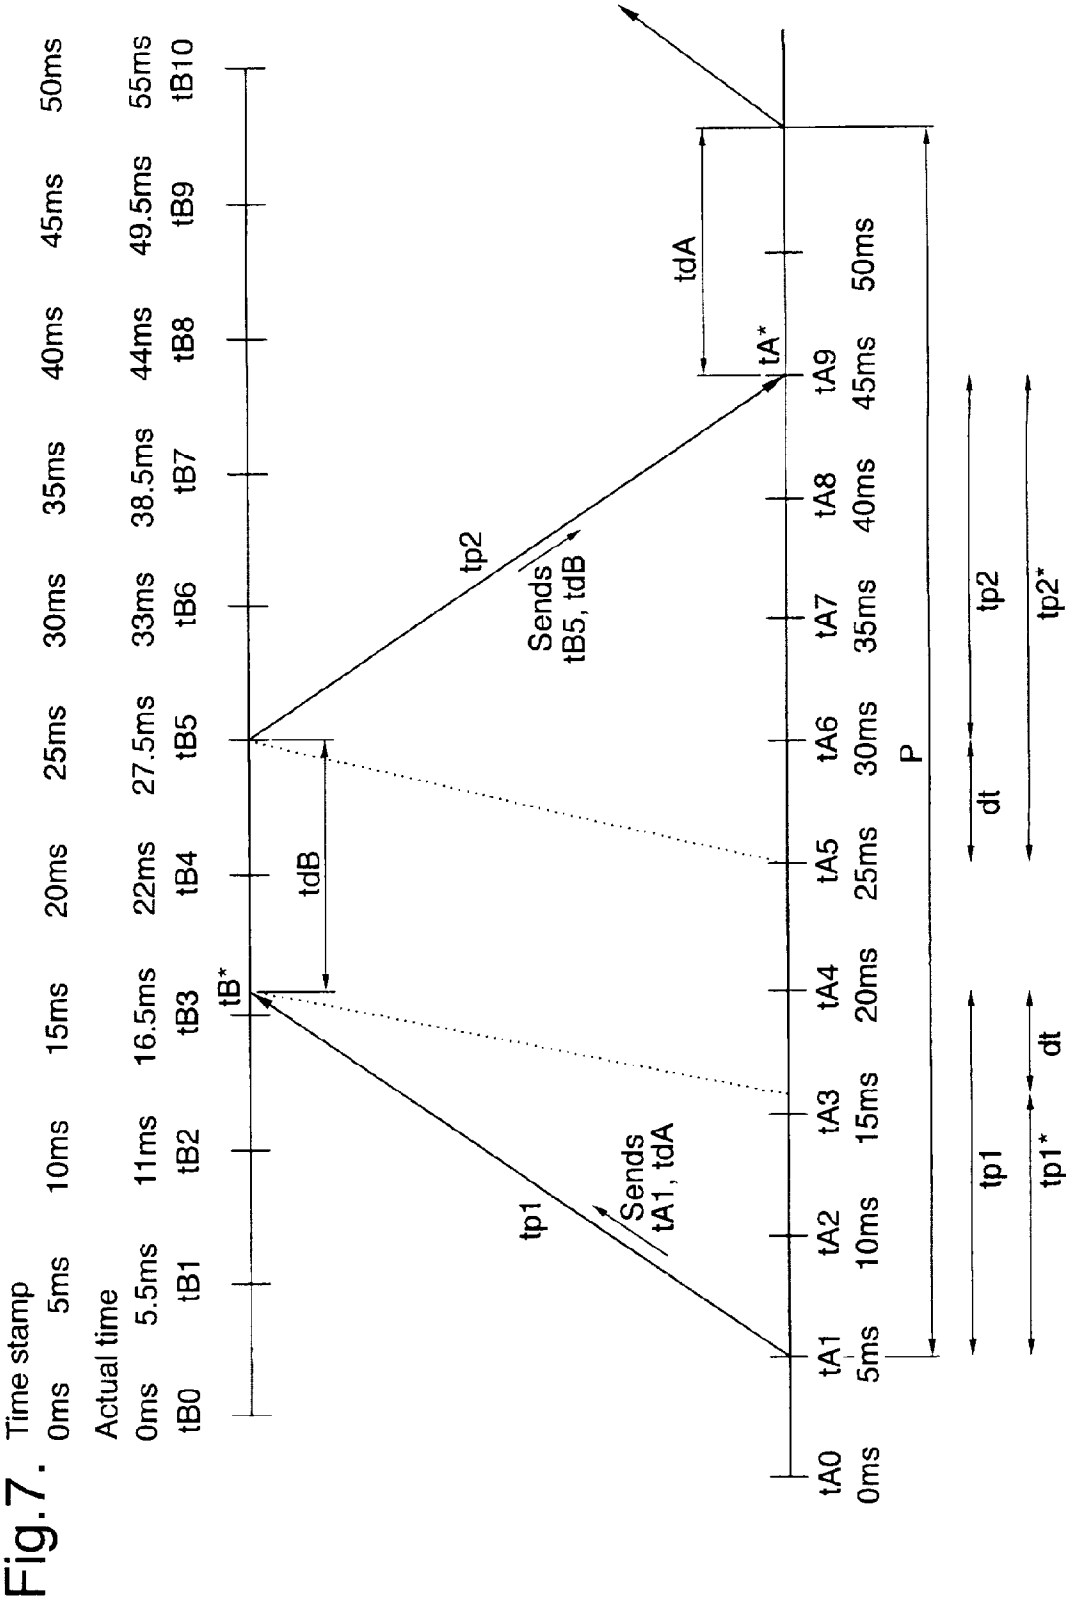 Fig.7.
Time stamp
0ms 5ms 10ms 15ms 20ms 25ms 30ms 35ms 40ms 45ms 50ms
Actual time
0ms 5.5ms 11ms 16.5ms 22ms 27.5ms 33ms 38.5ms 44ms 49.5ms 55ms
tB0 tB1 tB2 tB3 tB4 tB5 tB6 tB7 tB8 tB9 tB10
tB*
tdB
tp1
Sends
tA1, tdA
tp2
Sends
tB5, tdB
tdA
tA*
tA0 tA1 tA2 tA3 tA4 tA5 tA6 tA7 tA8 tA9
0ms 5ms 10ms 15ms 20ms 25ms 30ms 35ms 40ms 45ms 50ms
P
tp1 dt tp2
tp1* dt tp2*